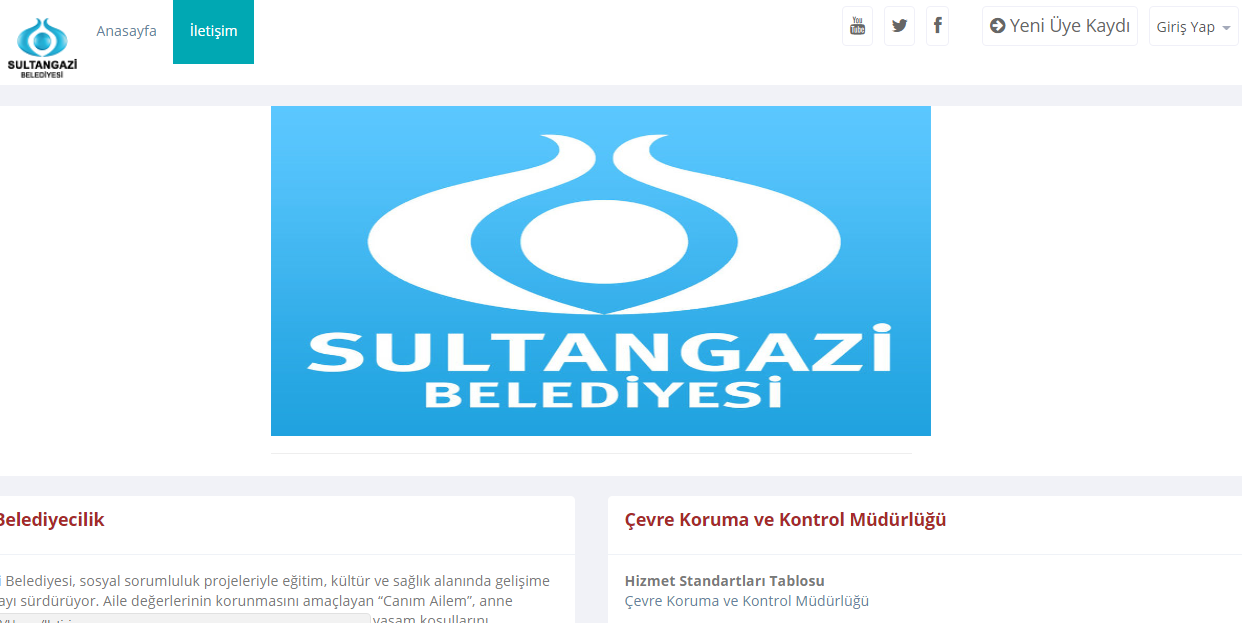 SULTANGAZİ
BELEDİYESİ
Anasayfa
İletişim
You
Tube
Yeni Üye Kaydı
Giriş Yap
SULTANGAZİ
BELEDİYESİ
Belediyecilik
Belediyesi, sosyal sorumluluk projeleriyle eğitim, kültür ve sağlık alanında gelişime
sürdürüyor. Aile değerlerinin korunmasını amaçlayan “Canım Ailem”, anne
yaşam koşullarını
Çevre Koruma ve Kontrol Müdürlüğü
Hizmet Standartları Tablosu
Çevre Koruma ve Kontrol Müdürlüğü